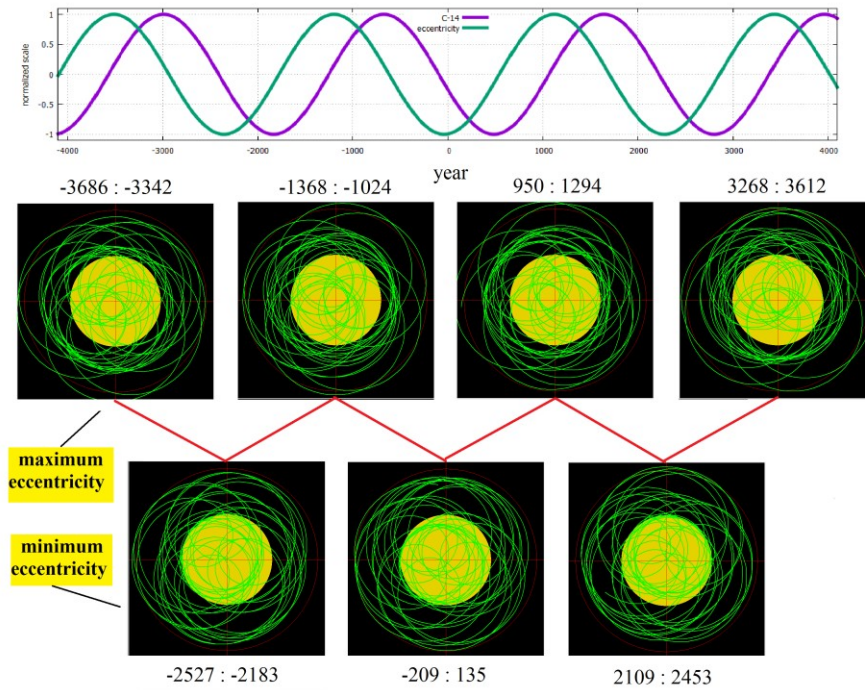 C-14
eccentricity
normalized scale
1
0.5
0
-0.5
-1
-4000 -3000 -2000 -1000 0 1000 2000 3000 4000
year
-3686 : -3342 -1368 : -1024 950 : 1294 3268 : 3612
maximum
eccentricity
minimum
eccentricity
-2527 : -2183 -209 : 135 2109 : 2453